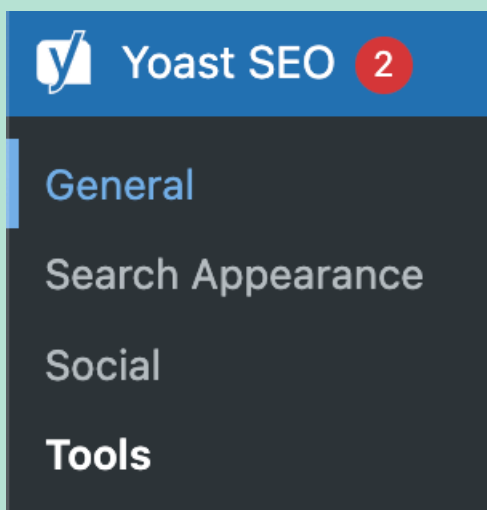 Yoast SEO 2
General
Search Appearance
Social
Tools